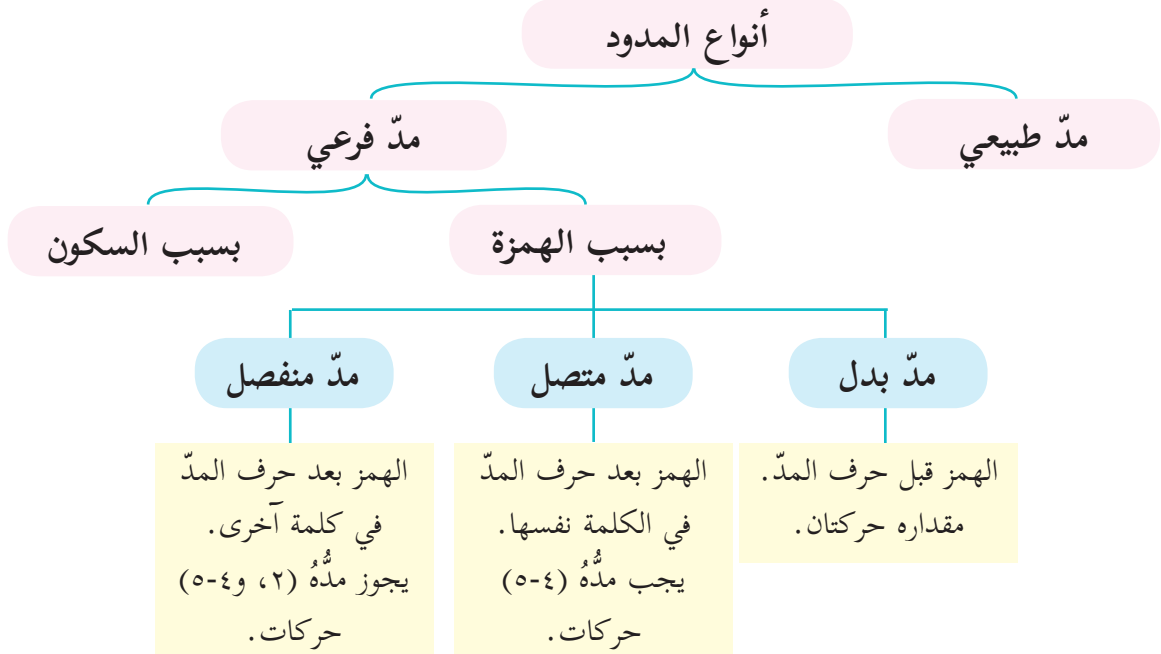 أنواع المدود
مدّ طبيعي
مدّ فرعي
بسبب الهمزة
بسبب السكون
مدّ بدل
مدّ متصل
مدّ منفصل
الهمز قبل حرف المدّ.
مقداره حركتان.
الهمز بعد حرف المدّ
في الكلمة نفسها.
يجب مدُّهُ (٤-٥)
حركات.
الهمز بعد حرف المدّ
في كلمة آخرى.
يجوز مدُّهُ (٢، و٤-٥)
حركات.